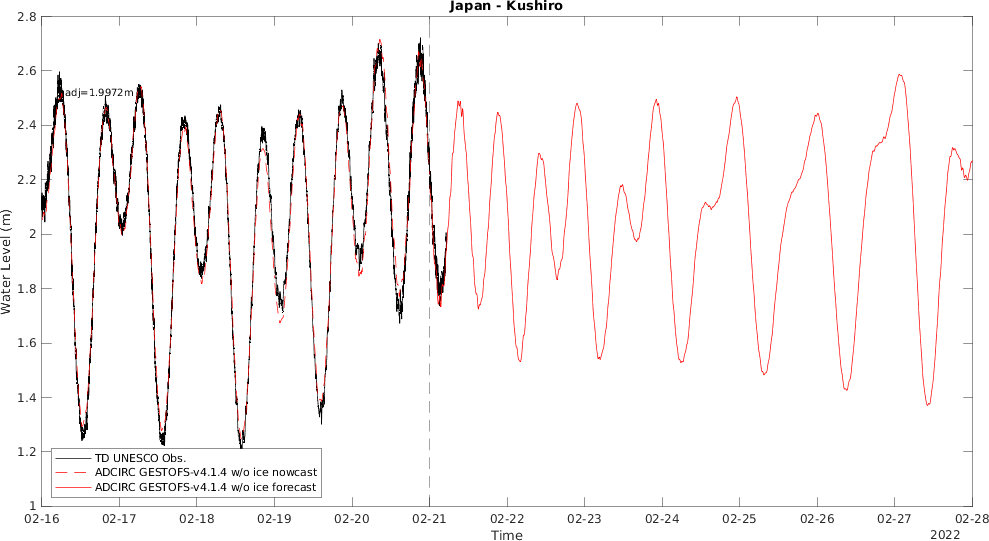 Japan - Kushiro
2.8
2.6
2.4
2.2
2
1.8
1.6
1.4
1.2
1
Water Level (m)
adj=1.9972m
TD UNESCO Obs.
ADCIRC GESTOFS-v4.1.4 w/o ice nowcast
ADCIRC GESTOFS-v4.1.4 w/o ice forecast
02-16 02-17 02-18 02-19 02-20 02-21 02-22 02-23 02-24 02-25 02-26 02-27 02-28
Time
2022